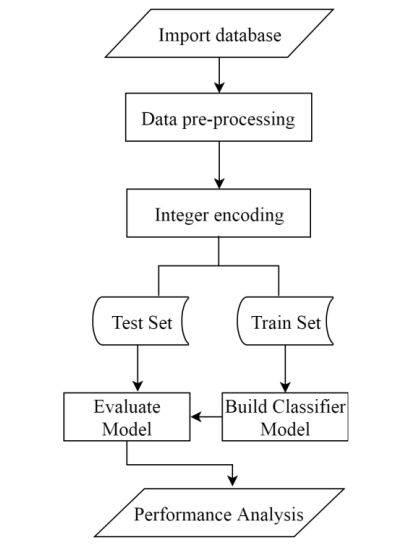 Import database
Data pre-processing
Integer encoding
Test Set
Train Set
Evaluate
Model
Build Classifier
Model
Performance Analysis